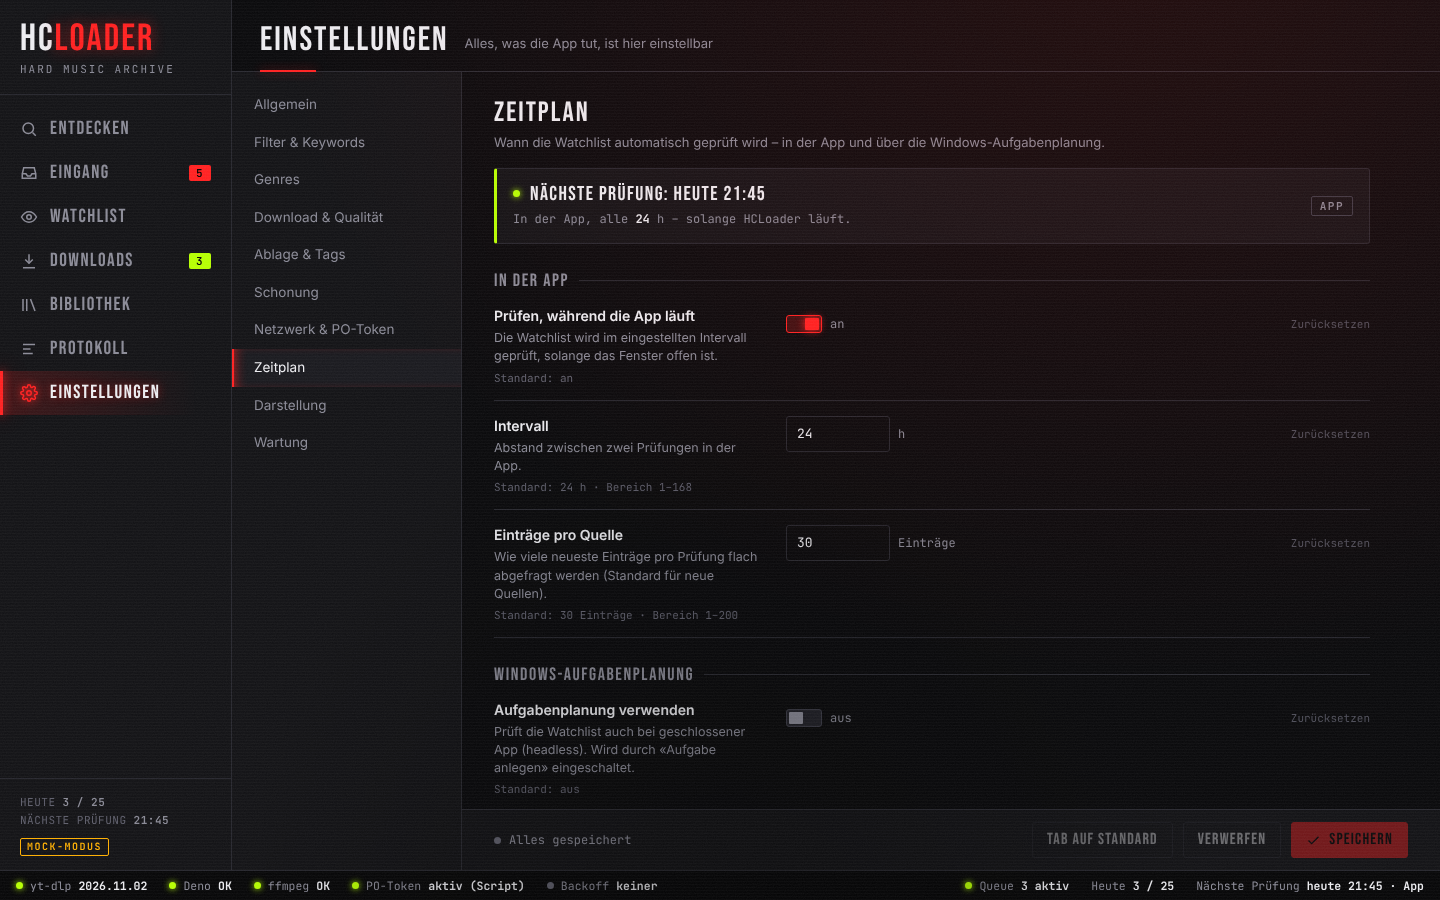 HCLOADER
HARD MUSIC ARCHIVE
ENTDECKEN
EINGANG 5
WATCHLIST
DOWNLOADS 3
BIBLIOTHEK
PROTOKOLL
EINSTELLUNGEN
HEUTE 3 / 25
NÄCHSTE PRÜFUNG 21:45
MOCK-MODUS
EINSTELLUNGEN Alles, was die App tut, ist hier einstellbar
Allgemein
Filter & Keywords
Genres
Download & Qualität
Ablage & Tags
Schonung
Netzwerk & PO-Token
Zeitplan
Darstellung
Wartung
ZEITPLAN
Wann die Watchlist automatisch geprüft wird – in der App und über die Windows-Aufgabenplanung.
NÄCHSTE PRÜFUNG: HEUTE 21:45
In der App, alle 24 h – solange HCLoader läuft.
APP
IN DER APP
Prüfen, während die App läuft
Die Watchlist wird im eingestellten Intervall
geprüft, solange das Fenster offen ist.
Standard: an
an
Zurücksetzen
Intervall
Abstand zwischen zwei Prüfungen in der
App.
Standard: 24 h · Bereich 1–168
24 h
Zurücksetzen
Einträge pro Quelle
Wie viele neueste Einträge pro Prüfung flach
abgefragt werden (Standard für neue
Quellen).
Standard: 30 Einträge · Bereich 1–200
30 Einträge
Zurücksetzen
WINDOWS-AUFGABENPLANUNG
Aufgabenplanung verwenden
Prüft die Watchlist auch bei geschlossener
App (headless). Wird durch «Aufgabe
anlegen» eingeschaltet.
Standard: aus
aus
Zurücksetzen
Alles gespeichert
TAB AUF STANDARD
VERWERFEN
SPEICHERN
yt-dlp 2026.11.02 Deno OK ffmpeg OK PO-Token aktiv (Script) Backoff keiner Queue 3 aktiv Heute 3 / 25 Nächste Prüfung heute 21:45 · App